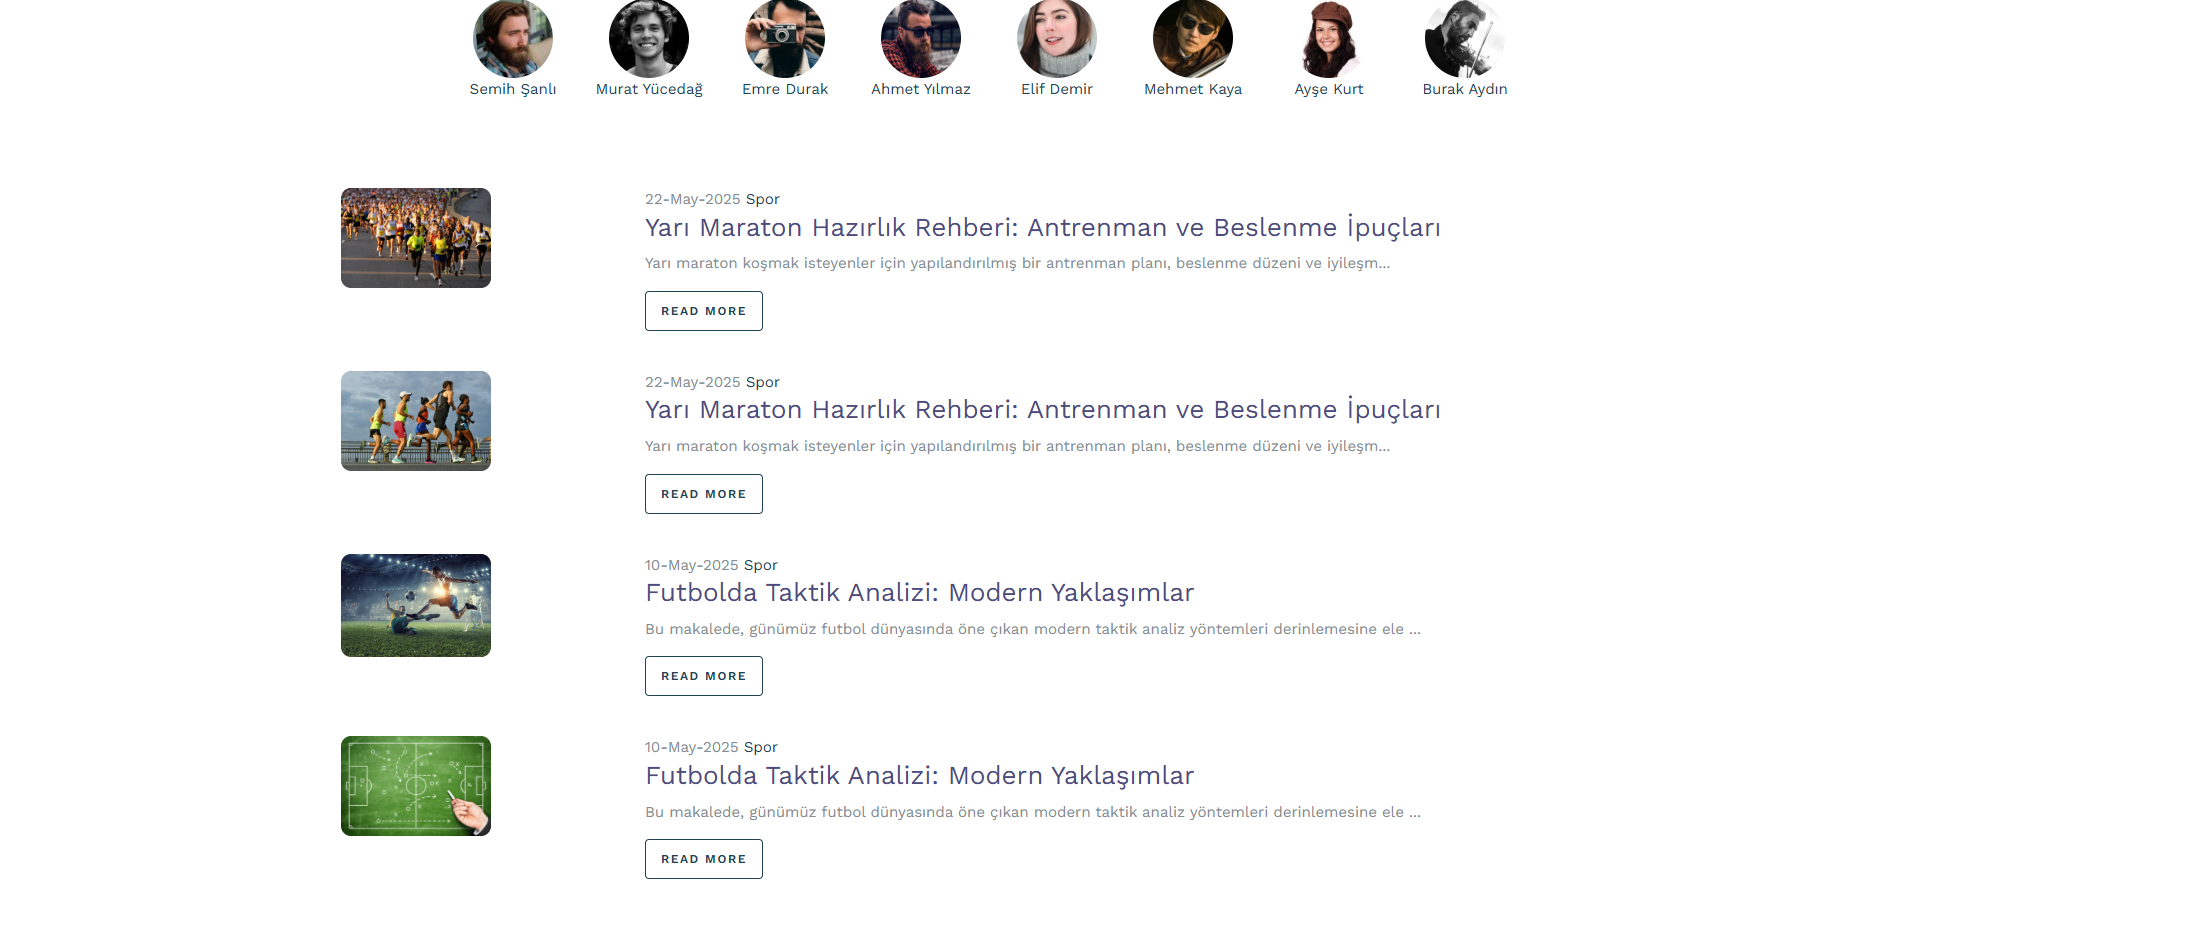 Semih Şanlı Murat Yücedağ Emre Durak Ahmet Yılmaz Elif Demir Mehmet Kaya Ayşe Kurt Burak Aydın
22-May-2025 Spor
Yarı Maraton Hazırlık Rehberi: Antrenman ve Beslenme İpuçları
Yarı maraton koşmak isteyenler için yapılandırılmış bir antrenman planı, beslenme düzeni ve iyileşm...
READ MORE
22-May-2025 Spor
Yarı Maraton Hazırlık Rehberi: Antrenman ve Beslenme İpuçları
Yarı maraton koşmak isteyenler için yapılandırılmış bir antrenman planı, beslenme düzeni ve iyileşm...
READ MORE
10-May-2025 Spor
Futbolda Taktik Analizi: Modern Yaklaşımlar
Bu makalede, günümüz futbol dünyasında öne çıkan modern taktik analiz yöntemleri derinlemesine ele ...
READ MORE
10-May-2025 Spor
Futbolda Taktik Analizi: Modern Yaklaşımlar
Bu makalede, günümüz futbol dünyasında öne çıkan modern taktik analiz yöntemleri derinlemesine ele ...
READ MORE